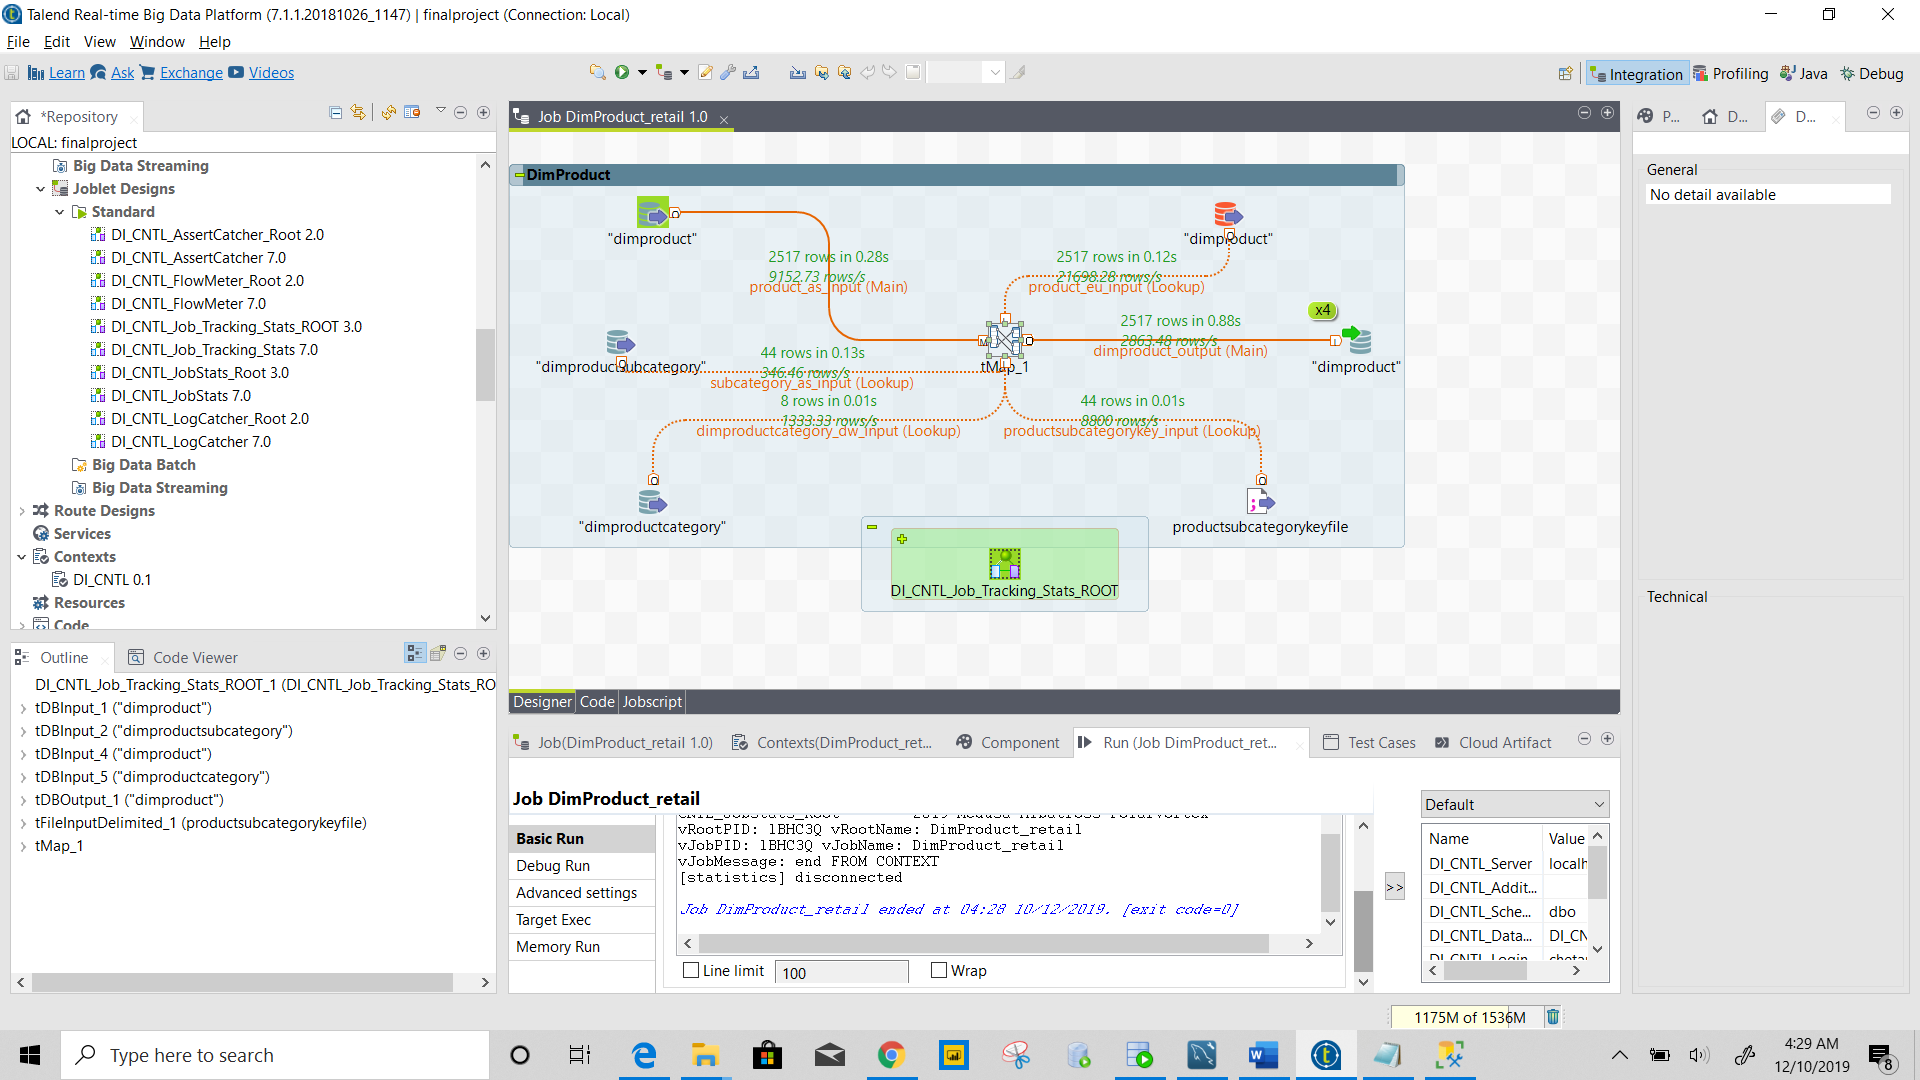 Talend Real-time Big Data Platform (7.1.1.20181026_1147) | finalproject (Connection: Local)
File Edit View Window Help
Learn Ask Exchange Videos
Integration Profiling Java Debug
*Repository
LOCAL: finalproject
Big Data Streaming
Joblet Designs
Standard
DI_CNTL_AssertCatcher_Root 2.0
DI_CNTL_AssertCatcher 7.0
DI_CNTL_FlowMeter_Root 2.0
DI_CNTL_FlowMeter 7.0
DI_CNTL_Job_Tracking_Stats_ROOT 3.0
DI_CNTL_Job_Tracking_Stats 7.0
DI_CNTL_JobStats_Root 3.0
DI_CNTL_JobStats 7.0
DI_CNTL_LogCatcher_Root 2.0
DI_CNTL_LogCatcher 7.0
Big Data Batch
Big Data Streaming
Route Designs
Services
Contexts
DI_CNTL 0.1
Resources
Code
Outline
Code Viewer
DI_CNTL_Job_Tracking_Stats_ROOT_1 (DI_CNTL_Job_Tracking_Stats_RO
tDBInput_1 ("dimproduct")
tDBInput_2 ("dimproductsubcategory")
tDBInput_4 ("dimproduct")
tDBInput_5 ("dimproductcategory")
tDBOutput_1 ("dimproduct")
tFileInputDelimited_1 (productsubcategorykeyfile)
tMap_1
Job DimProduct_retail 1.0
DimProduct
"dimproduct"
"dimproduct"
2517 rows in 0.28s
9152.73 rows/s
product_as_input (Main)
2517 rows in 0.12s
21698.28 rows/s
product_eu_input (Lookup)
x4
2517 rows in 0.88s
2863.48 rows/s
dimproduct_output (Main)
"dimproduct"
"dimproductsubcategory"
44 rows in 0.13s
346.46 rows/s
subcategory_as_input (Lookup)
tMap_1
8 rows in 0.01s
1333.33 rows/s
dimproductcategory_dw_input (Lookup)
44 rows in 0.01s
8800 rows/s
productsubcategorykey_input (Lookup)
"dimproductcategory"
productsubcategorykeyfile
DI_CNTL_Job_Tracking_Stats_ROOT
Designer Code Jobscript
Job(DimProduct_retail 1.0) Contexts(DimProduct_ret... Component Run (Job DimProduct_ret... Test Cases Cloud Artifact
Job DimProduct_retail
Basic Run
Debug Run
Advanced settings
Target Exec
Memory Run
vRootPID: lBHC3Q vRootName: DimProduct_retail
vJobPID: lBHC3Q vJobName: DimProduct_retail
vJobMessage: end FROM CONTEXT
[statistics] disconnected
Job DimProduct_retail ended at 04:28 10/12/2019. [exit code=0]
Line limit 100 Wrap
>>
Default
Name Value
DI_CNTL_Server localh
DI_CNTL_Addit...
DI_CNTL_Sche... dbo
DI_CNTL_Data... DI_CN
P... D... D...
General
No detail available
Technical
1175M of 1536M
Type here to search
4:29 AM
12/10/2019
8